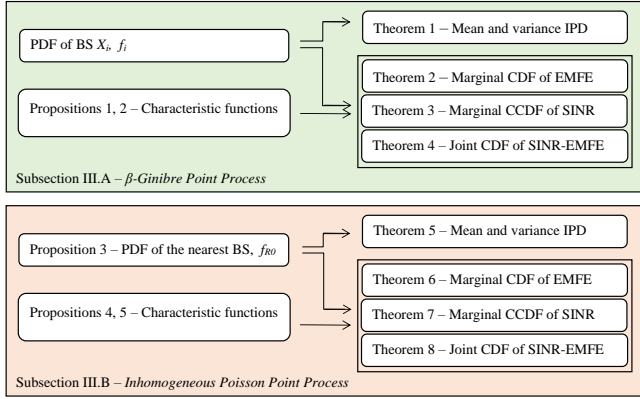 PDF of BS Xᵢ, fᵢ
Theorem 1 – Mean and variance IPD
Theorem 2 – Marginal CDF of EMFE
Propositions 1, 2 – Characteristic functions
Theorem 3 – Marginal CCDF of SINR
Theorem 4 – Joint CDF of SINR-EMFE
Subsection III.A – β-Ginibre Point Process
Proposition 3 – PDF of the nearest BS, f_R0
Theorem 5 – Mean and variance IPD
Theorem 6 – Marginal CDF of EMFE
Propositions 4, 5 – Characteristic functions
Theorem 7 – Marginal CCDF of SINR
Theorem 8 – Joint CDF of SINR-EMFE
Subsection III.B – Inhomogeneous Poisson Point Process